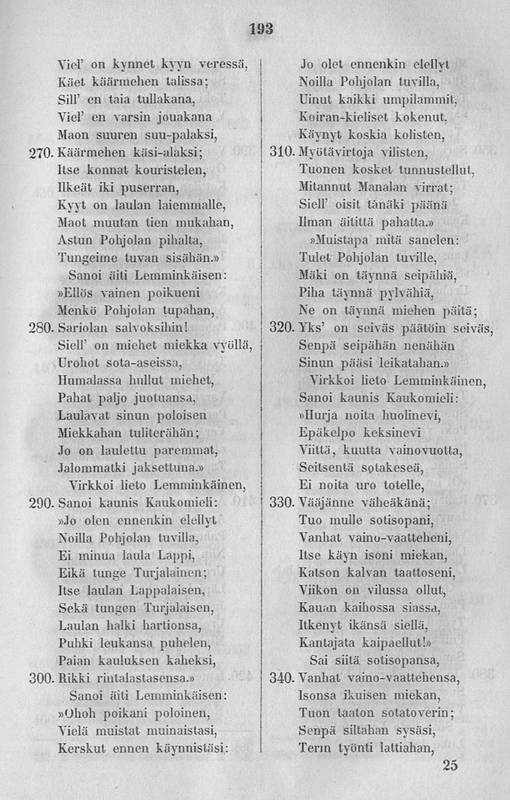 193
Viel' on kynnet kyyn veressä,
Käet käärmehen talissa;
Sill' en taia tullakana,
Viel' en varsin jouakana
Maon suuren suu-palaksi,
270. Käärmehen käsi-alaksi;
Itse konnat kouristelen,
Ilkeät iki puserran,
Kyyt on laulan laiemmalle,
Maot muutan tien mukahan,
Astun Pohjolan pihalta,
Tungeime tuvan sisähän.»
Sanoi äiti Lemminkäisen:
»Ellös vainen poikueni
Menkö Pohjolan tupahan,
280. Sariolan salvoksihin!
Siell' on miehet miekka vyöllä,
Urohot sota-aseissa,
Humalassa hullut miehet,
Pahat paljo juotuansa,
Laulavat sinun poloisen
Miekkahan tuliterähän;
Jo on laulettu paremmat,
Jalommatki jaksettuna.»
Virkkoi lieto Lemminkäinen,
290. Sanoi kaunis Kaukomieli:
»Jo olen ennenkin elellyt
Noilla Pohjolan tuvilla,
Ei minua laula Lappi,
Eikä tunge Turjalainen;
Itse laulan Lappalaisen,
Sekä tungen Turjalaisen,
Laulan halki hartionsa,
Puhki leukansa puhelen,
Paian kauluksen kaheksi,
300. Rikki rintalastasensa.»
Sanoi äiti Lemminkäisen:
»Ohoh poikani poloinen,
Vielä muistat muinaistasi,
Kerskut ennen käynnistäsi:
Jo olet ennenkin elellyt
Noilla Pohjolan tuvilla,
Uinut kaikki umpilammit,
Koiran-kieliset kokenut,
Käynyt koskia kolisten,
310. Myötävirtoja vilisten,
Tuonen kosket tunnustellut,
Mitannut Manalan virrat;
Siell' oisit tänäki päänä
Ilman äitittä pahatta.»
»Muistapa mitä sanelen:
Tulet Pohjolan tuville,
Mäki on täynnä seipähiä,
Piha täynnä pylvähiä,
Ne on täynnä miehen päitä;
320. Yks' on seiväs päätöin seiväs,
Senpä seipähän nenähän
Sinun pääsi leikatahan.»
Virkkoi lieto Lemminkäinen,
Sanoi kaunis Kaukomieli:
»Hurja noita huolinevi,
Epäkelpo keksinevi
Viittä, kuutta vainovuotta,
Seitsentä sotakeseä,
Ei noita uro totelle,
330. Vääjänne väheäkänä;
Tuo mulle sotisopani,
Vanhat vainu-vaatteheni,
Itse käyn isoni miekan,
Katson kalvan taattoseni,
Viikon on vilussa ollut,
Kauan kaihossa siassa,
Itkenyt ikänsä siellä,
Kantajata kaipaellut!»
Sai siitä sotisopansa,
340. Vanhat vaino-vaattehensa,
Isonsa ikuisen miekan,
Tuon taaton sotatoverin;
Senpä siltahan sysäsi,
Terin työnti lattiahan,
25